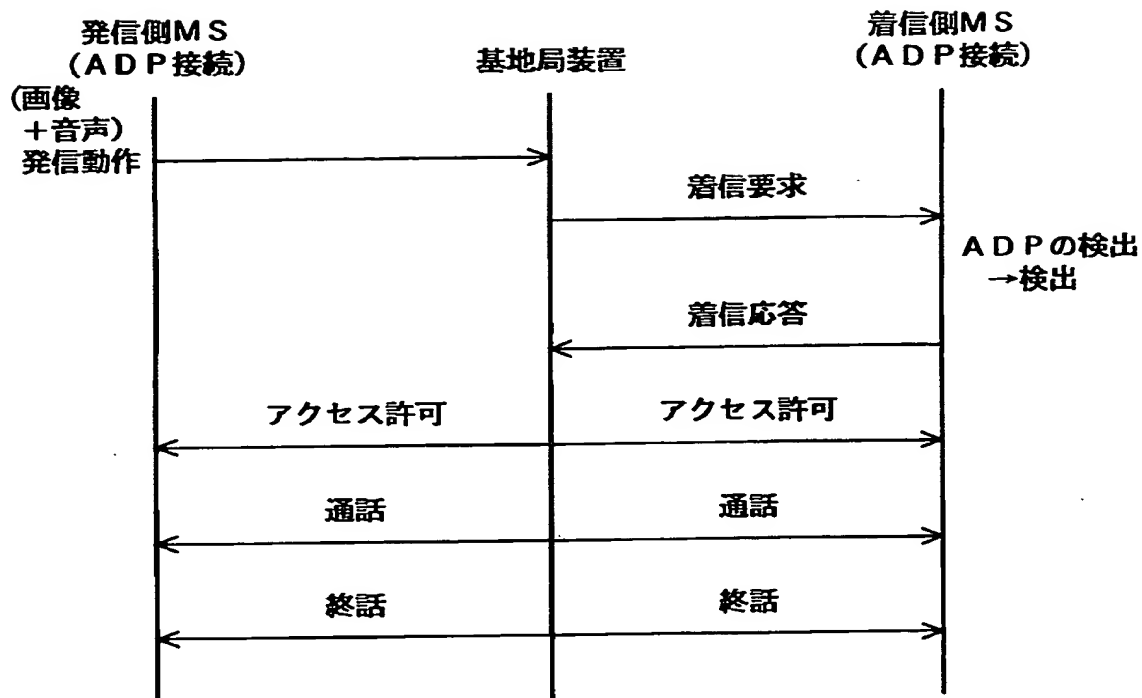 発信側MS
(ADP接続)
基地局装置
着信側MS
(ADP接続)
(画像
+音声)
発信動作
着信要求
ADPの検出
→検出
着信応答
アクセス許可
アクセス許可
通話
通話
終話
終話